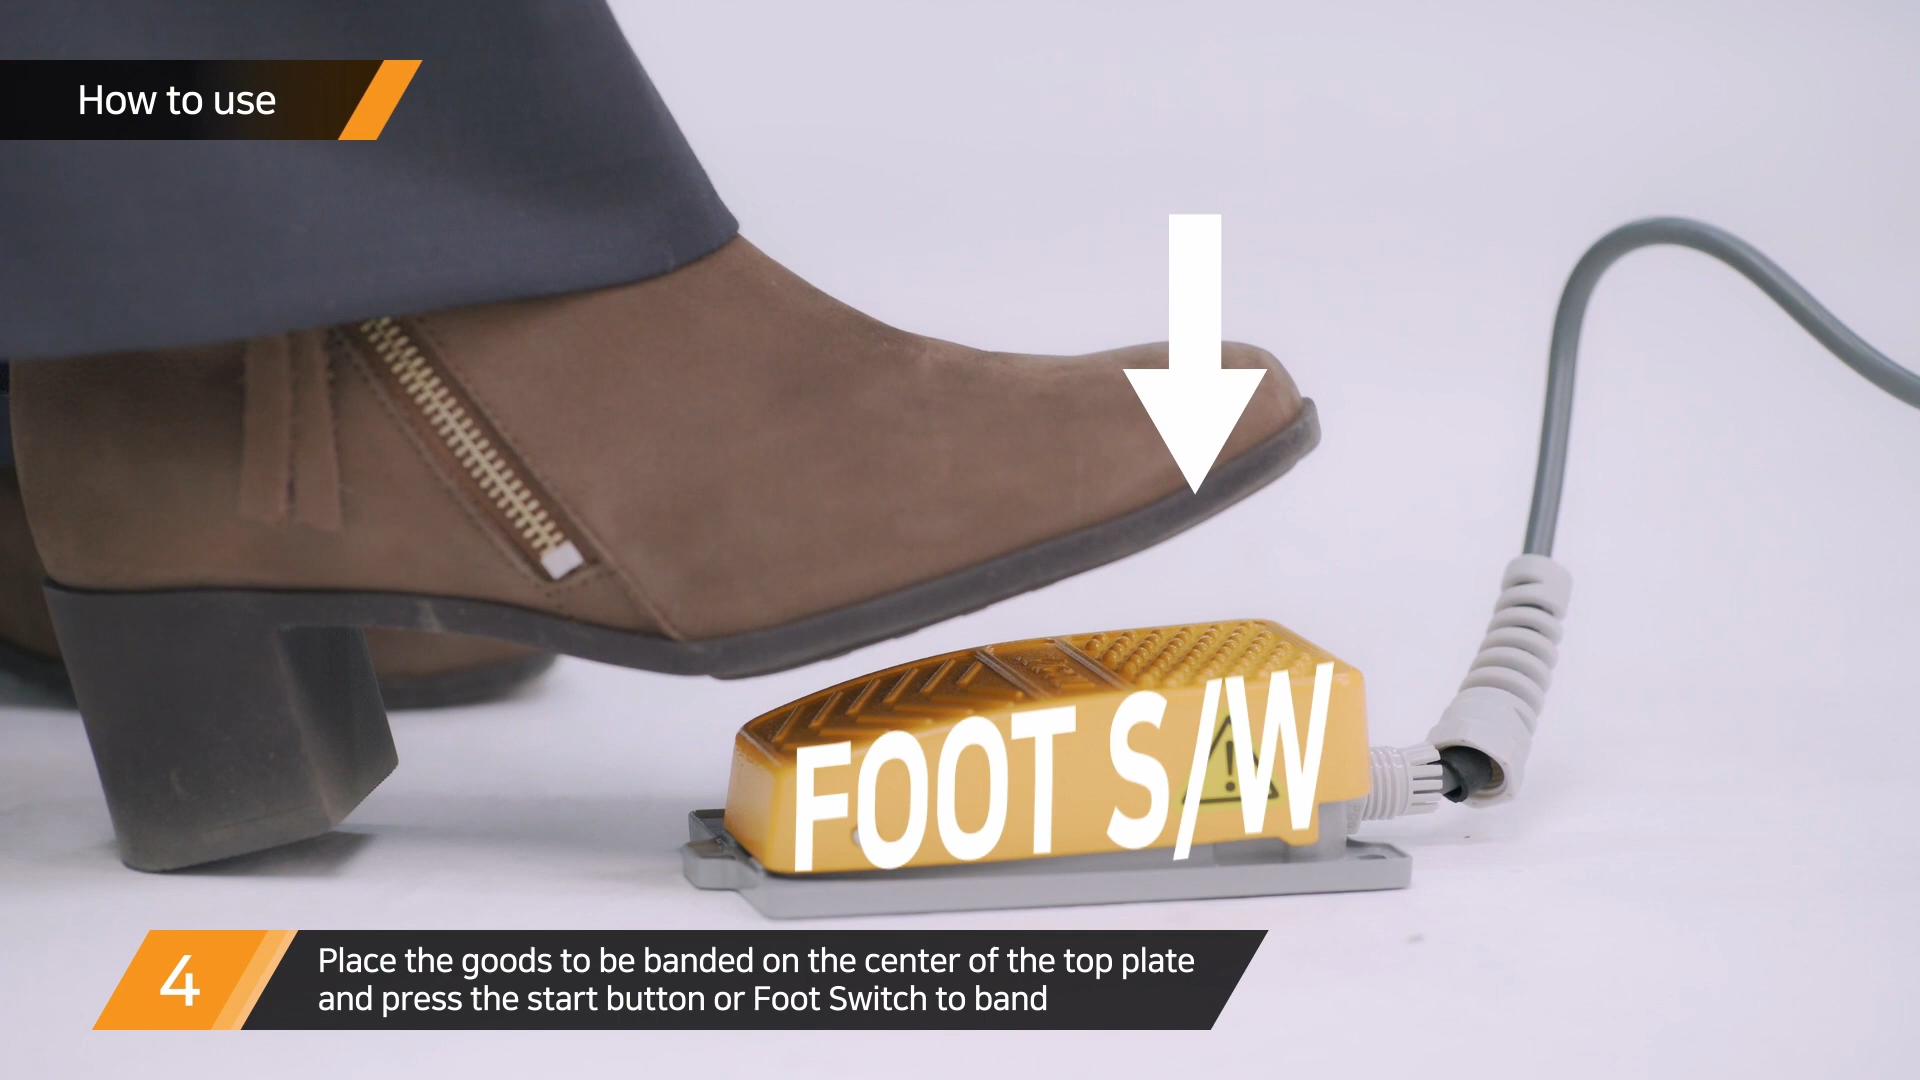 How to use
FOOT S/W
4
Place the goods to be banded on the center of the top plate
and press the start button or Foot Switch to band